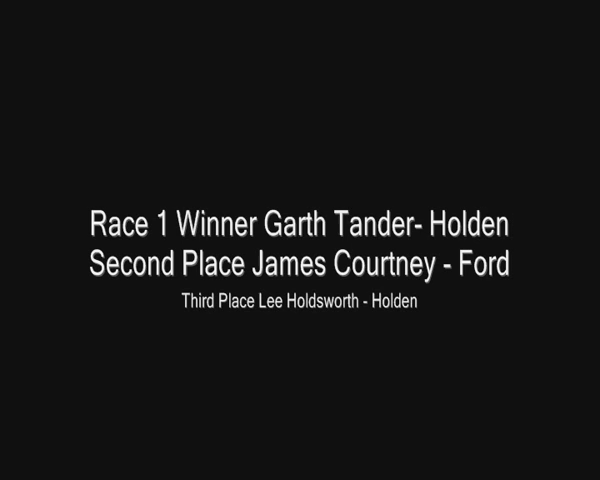 Race 1 Winner Garth Tander- Holden
Second Place James Courtney - Ford
Third Place Lee Holdsworth - Holden